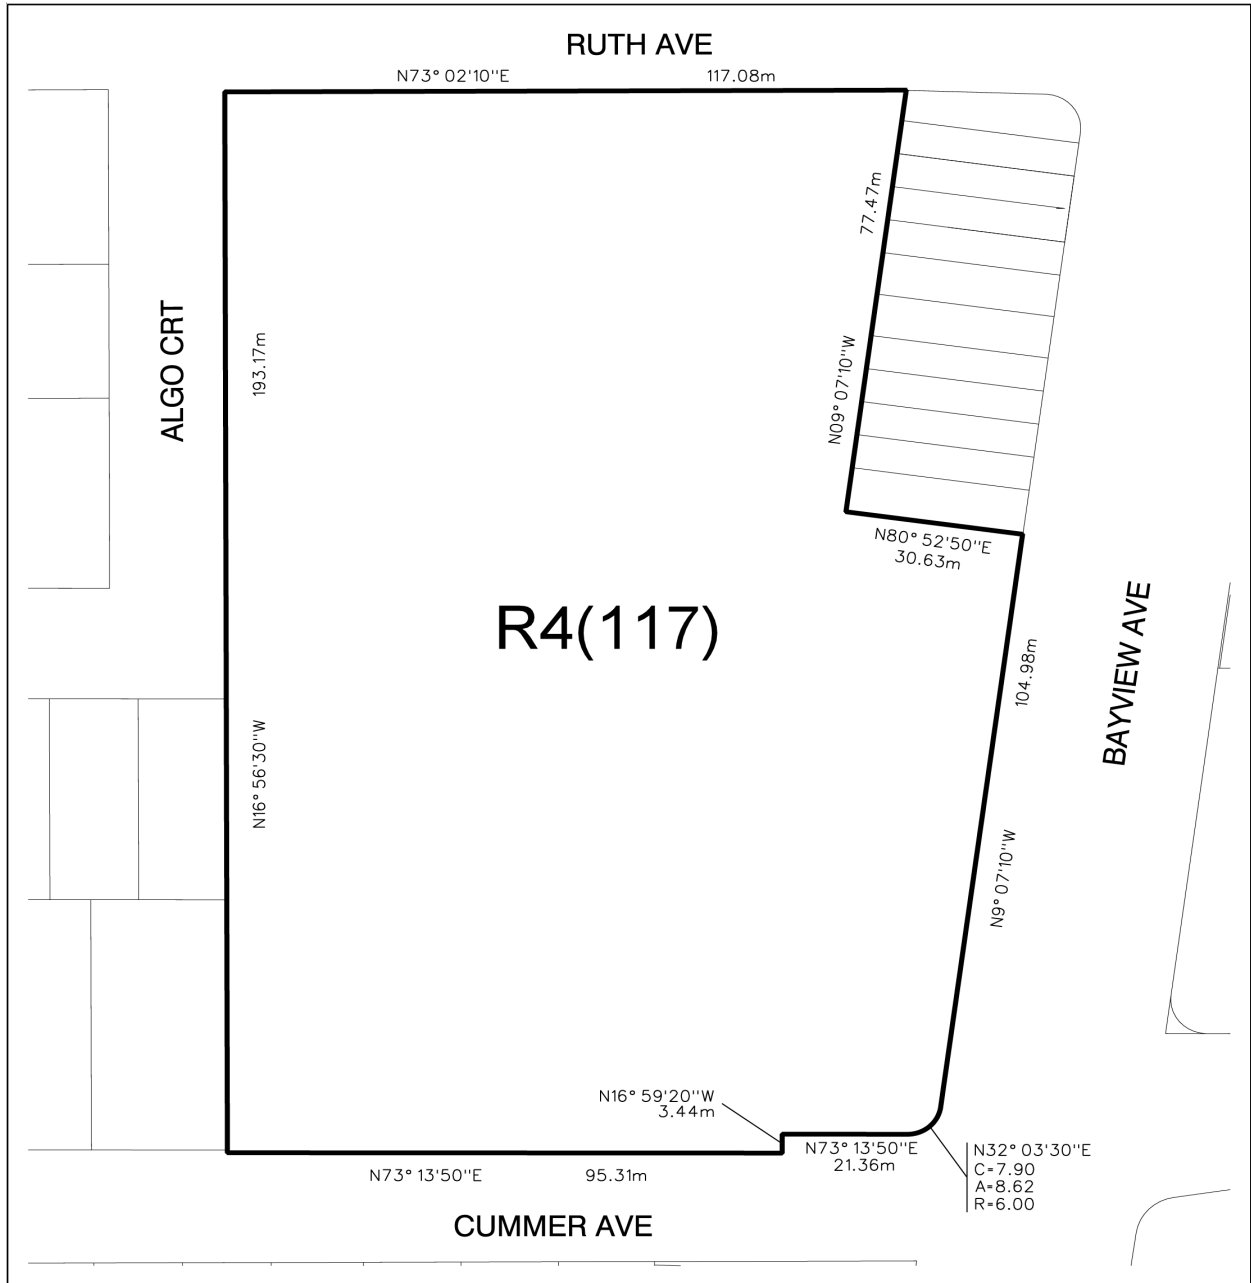 RUTH AVE
N73° 02'10"E
117.08m
77.47m
N09° 07'10"W
ALGO CRT
193.17m
N80° 52'50"E
30.63m
R4(117)
BAYVIEW AVE
104.98m
N16° 56'30"W
N9° 07'10"W
N16° 59'20"W
3.44m
N73° 13'50"E
21.36m
N32° 03'30"E
C=7.90
A=8.62
R=6.00
N73° 13'50"E
95.31m
CUMMER AVE